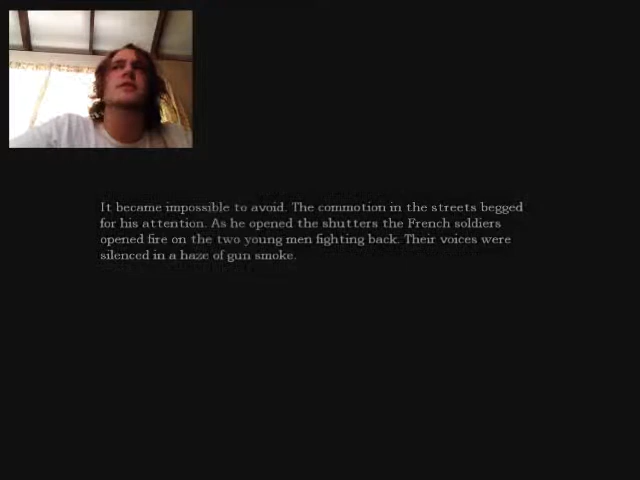 It became impossible to avoid. The commotion in the streets begged
for his attention. As he opened the shutters the French soldiers
opened fire on the two young men fighting back. Their voices were
silenced in a haze of gun smoke.